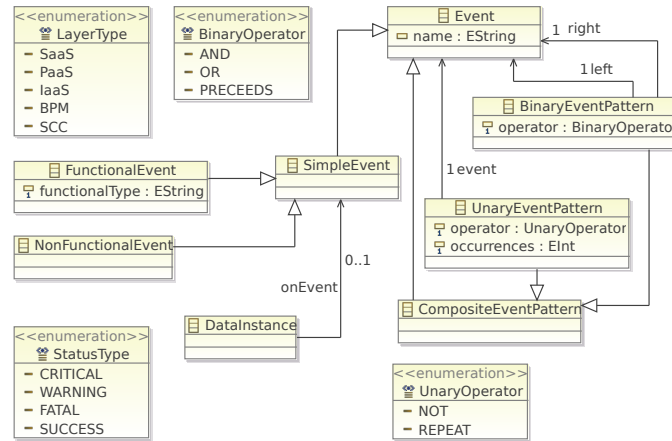 <<enumeration>>
LayerType
SaaS
PaaS
IaaS
BPM
SCC
<<enumeration>>
BinaryOperator
AND
OR
PRECEEDS
Event
name : EString
1 right
1 left
BinaryEventPattern
operator : BinaryOperato
FunctionalEvent
functionalType : EString
SimpleEvent
1 event
UnaryEventPattern
operator : UnaryOperator
occurrences : EInt
NonFunctionalEvent
0..1
onEvent
DataInstance
CompositeEventPattern
<<enumeration>>
StatusType
CRITICAL
WARNING
FATAL
SUCCESS
<<enumeration>>
UnaryOperator
NOT
REPEAT